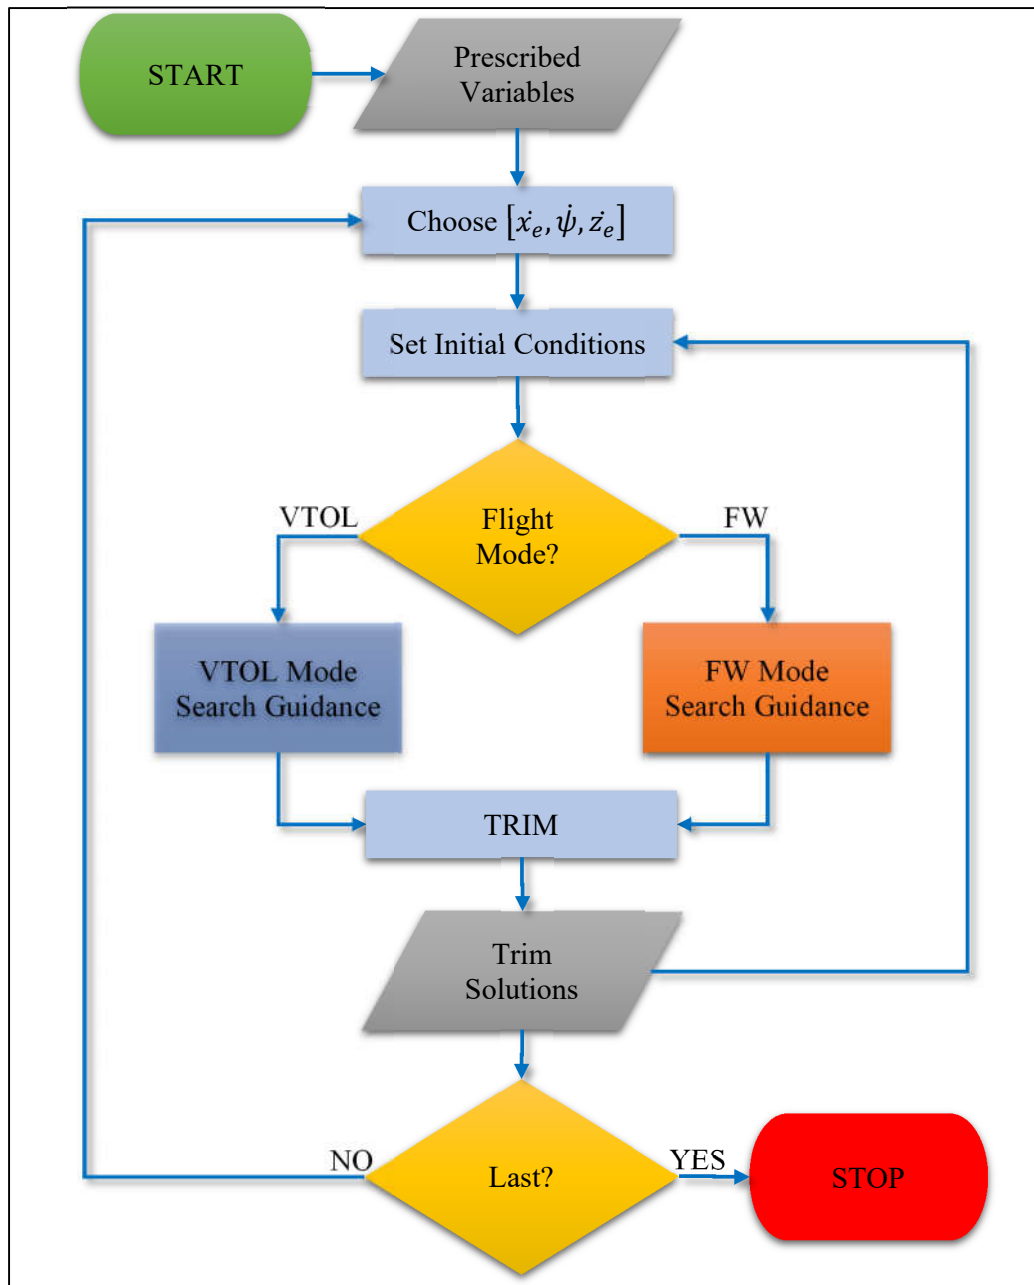 START
Prescribed
Variables
Choose [ẋₑ, ψ̇, żₑ]
Set Initial Conditions
VTOL
Flight
Mode?
FW
VTOL Mode
Search Guidance
FW Mode
Search Guidance
TRIM
Trim
Solutions
NO
Last?
YES
STOP